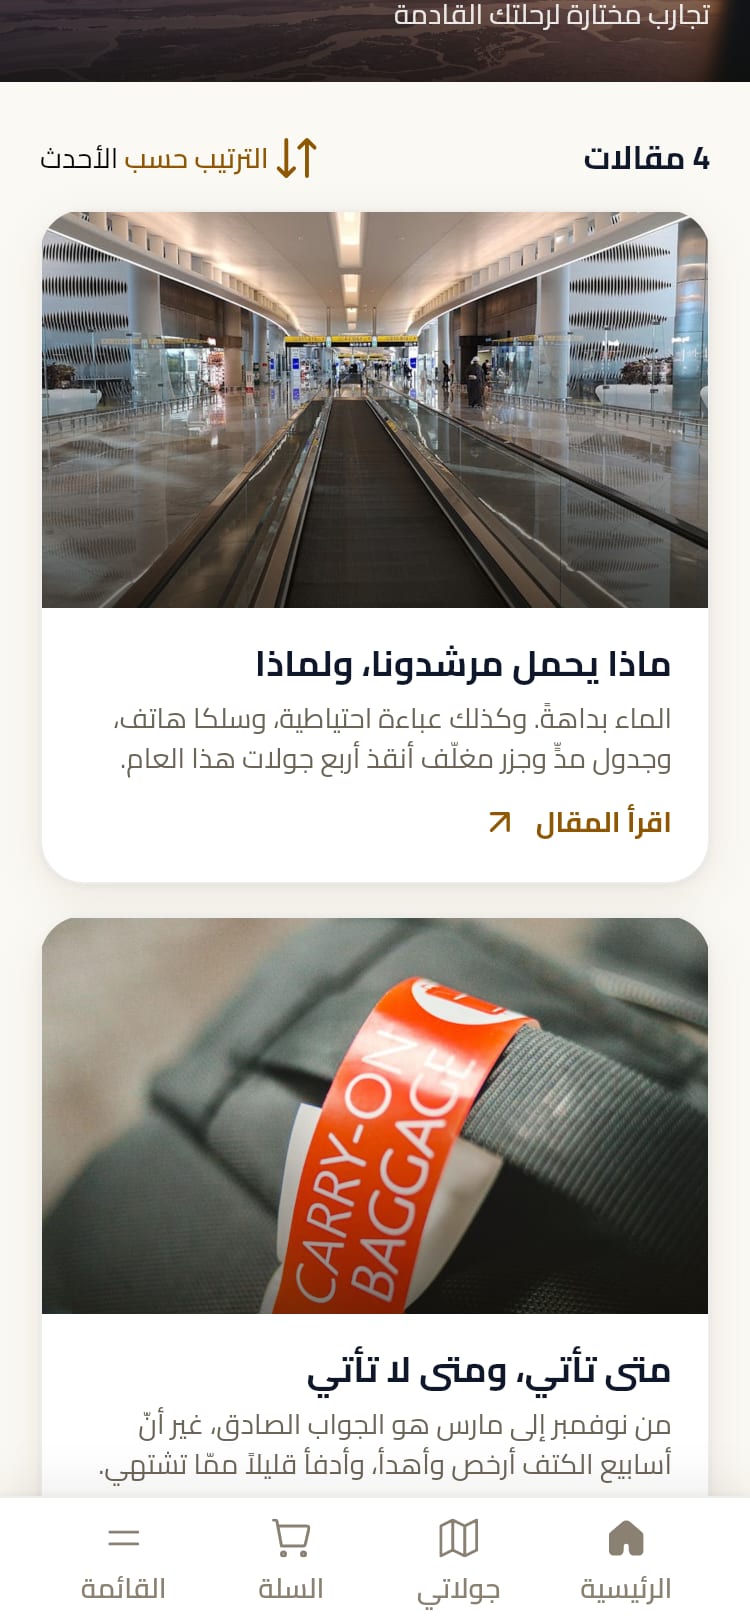 تجارب مختارة لرحلتك القادمة
4 مقالات
الترتيب حسب الأحدث
ماذا يحمل مرشدونا، ولماذا
الماء بداهةً. وكذلك عباءة احتياطية، وسلكا هاتف،
وجدول مدٍّ وجزر مغلّف أنقذ أربع جولات هذا العام.
اقرأ المقال
CARRY-ON
BAGGAGE
متى تأتي، ومتى لا تأتي
من نوفمبر إلى مارس هو الجواب الصادق، غير أنّ
أسابيع الكتف أرخص وأهدأ، وأدفأ قليلاً ممّا تشتهي.
الرئيسية
جولاتي
السلة
القائمة